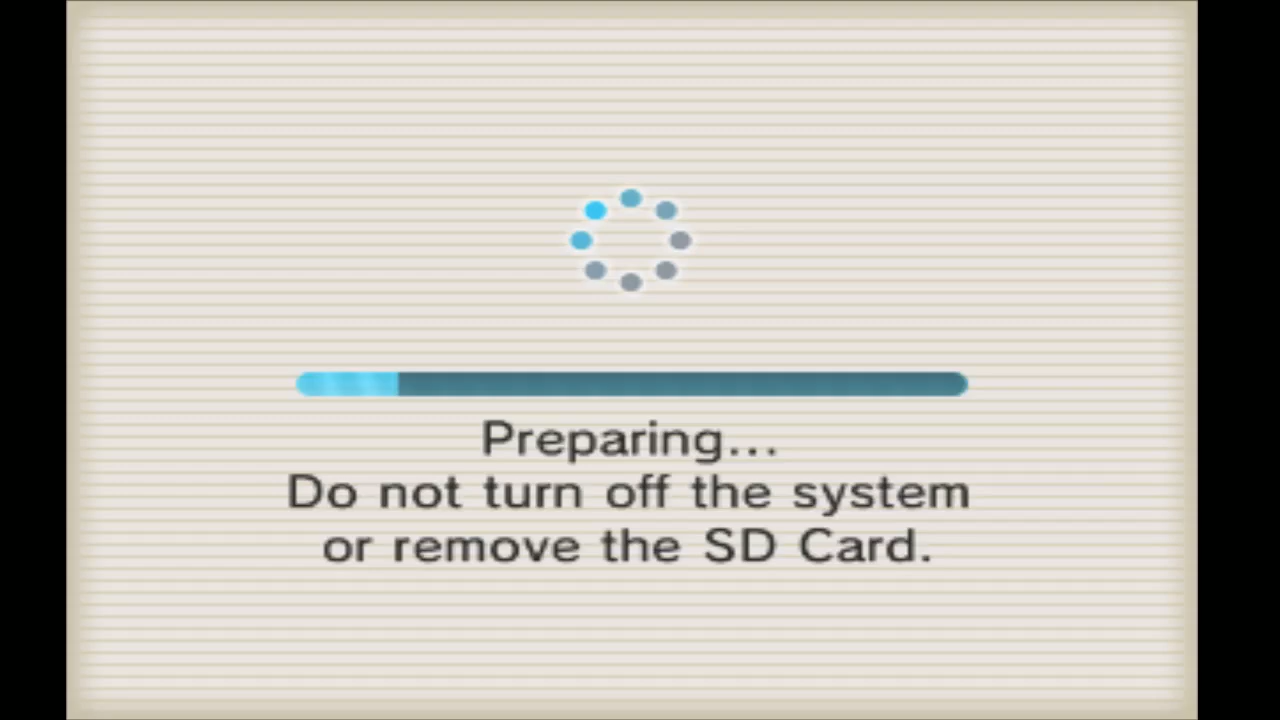 Preparing...
Do not turn off the system
or remove the SD Card.